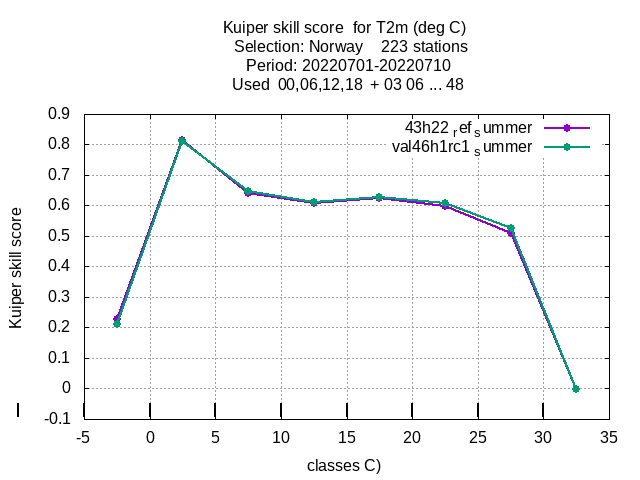 Kuiper skill score  for T2m (deg C)
Selection: Norway    223 stations
Period: 20220701-20220710
Used  00,06,12,18  + 03 06 ... 48
43h22 ref summer
val46h1rc1 summer
0.9
0.8
0.7
0.6
0.5
0.4
0.3
0.2
0.1
0
-0.1
Kuiper skill score
-5 0 5 10 15 20 25 30 35
classes C)